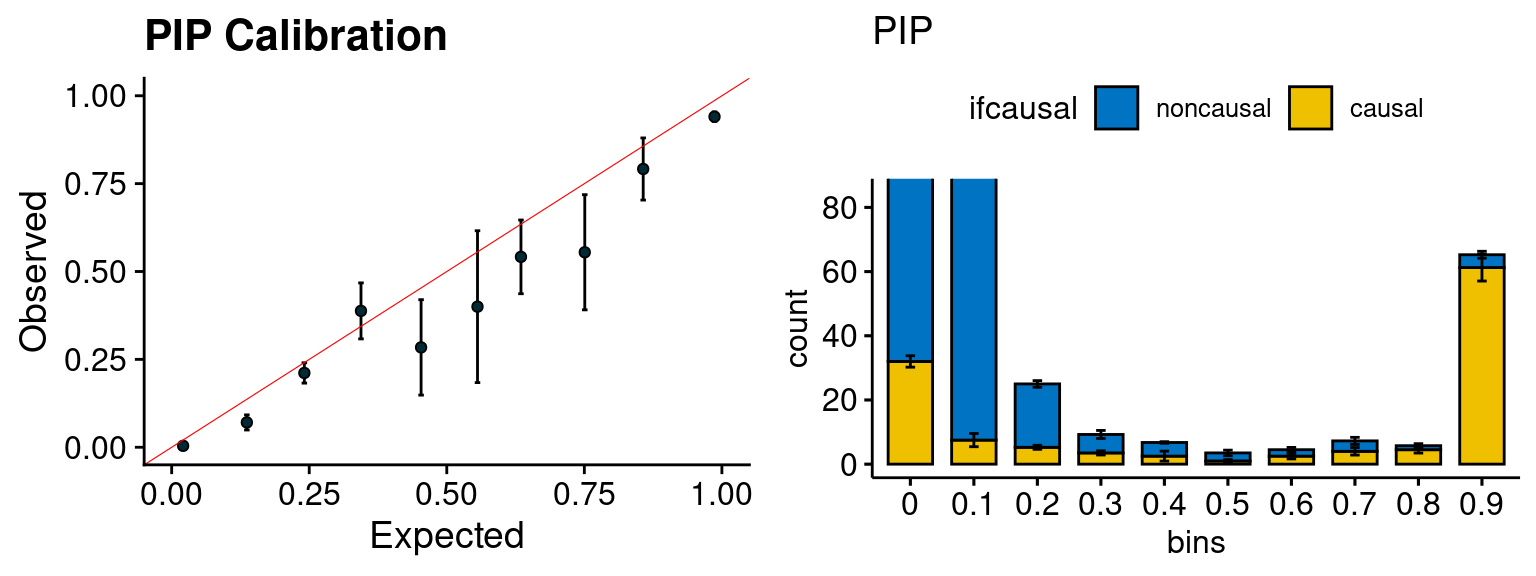 PIP Calibration
1.00
0.75
0.50
0.25
0.00
Observed
0.00 0.25 0.50 0.75 1.00
Expected
PIP
ifcausal noncausal causal
80
60
40
20
0
count
0 0.1 0.2 0.3 0.4 0.5 0.6 0.7 0.8 0.9
bins